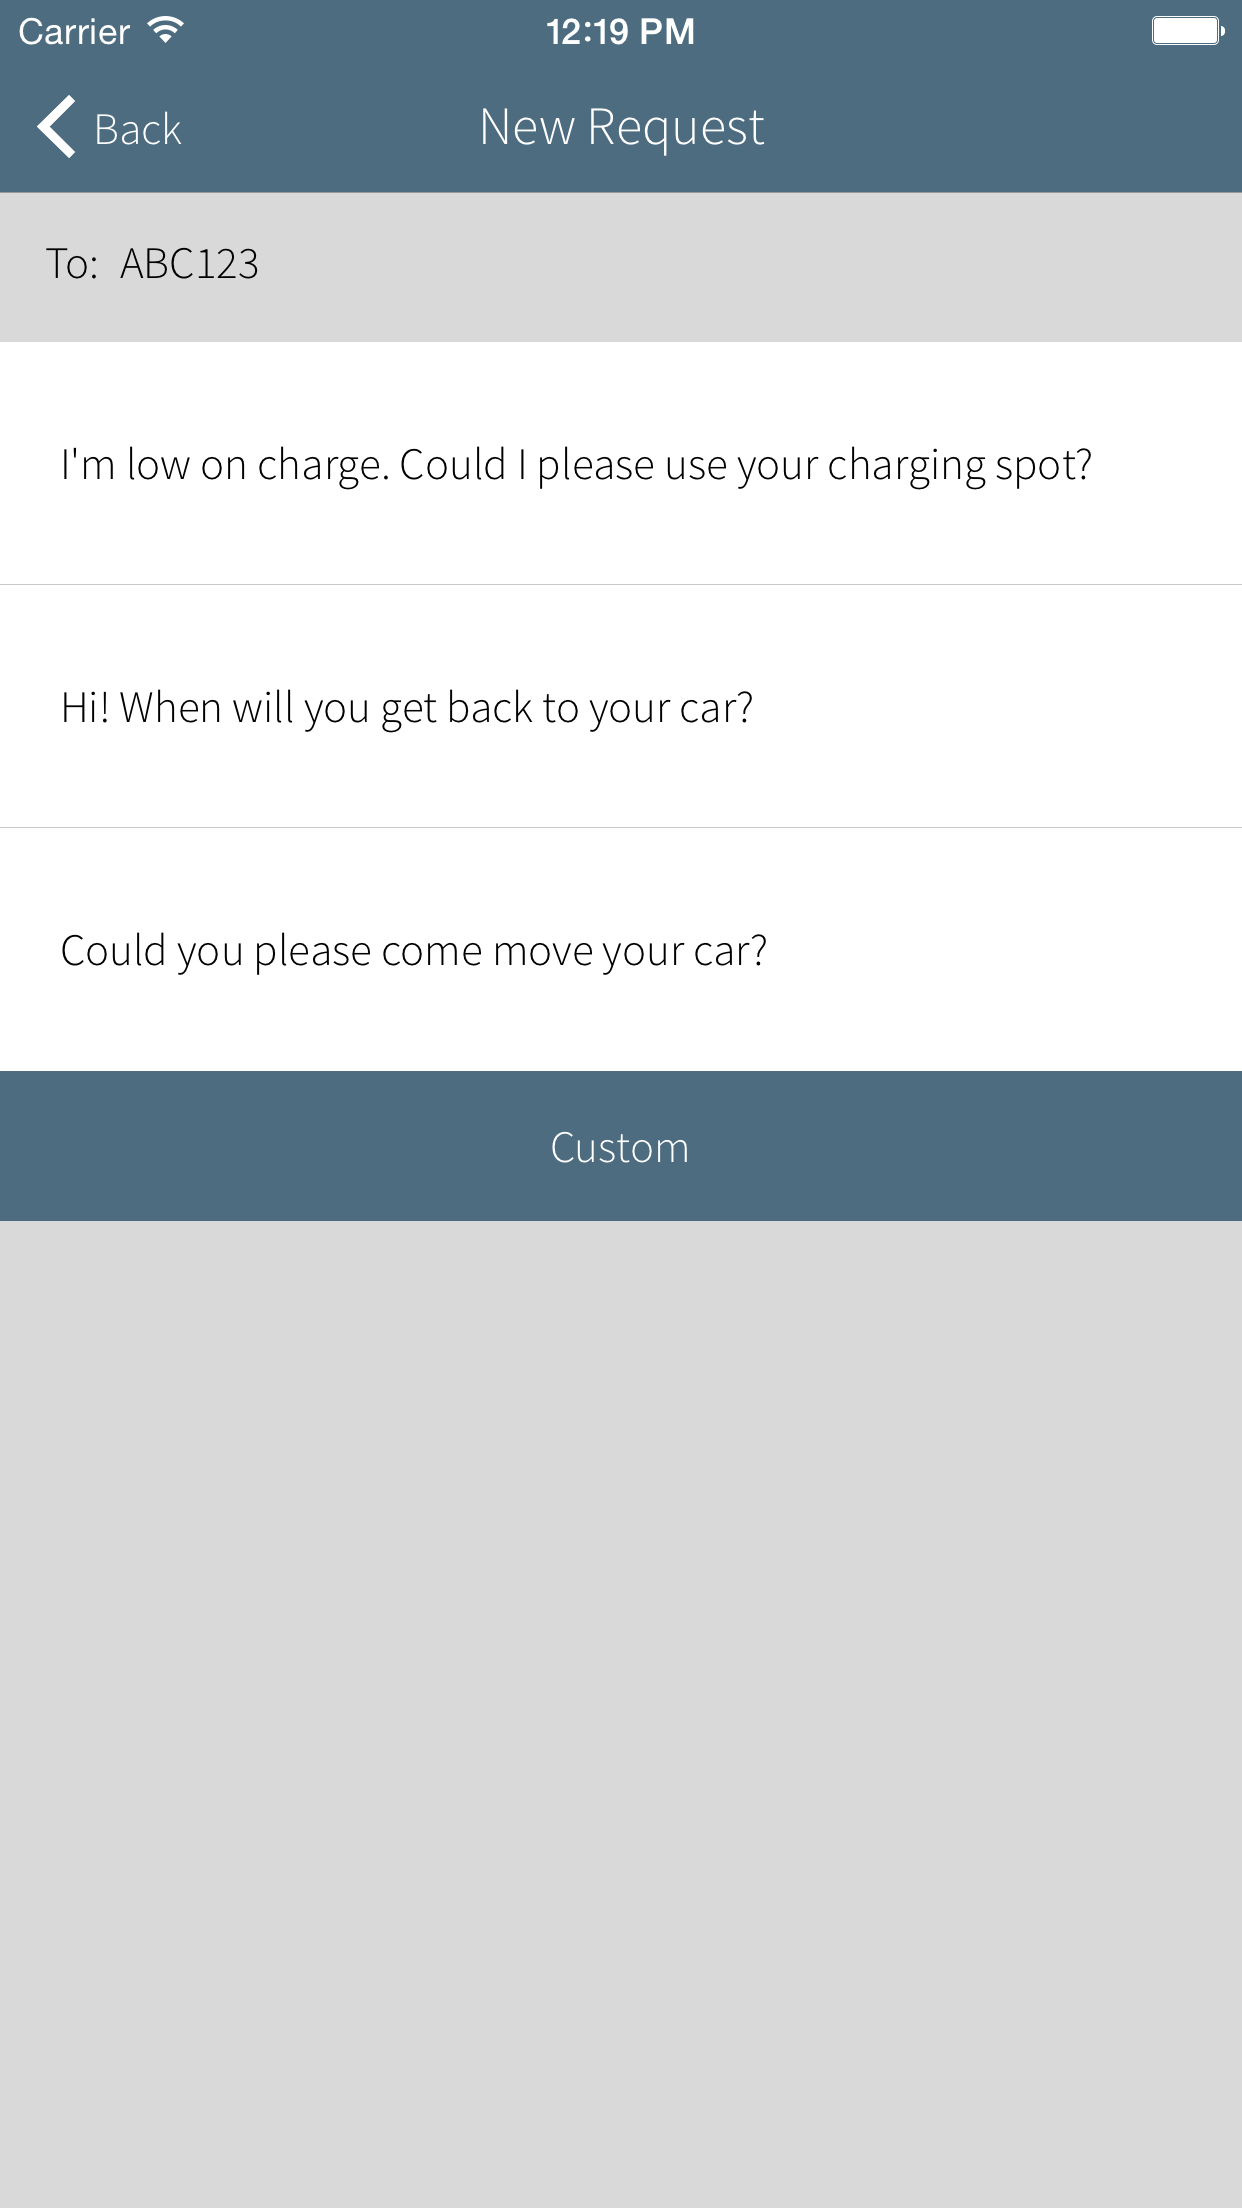 Carrier 12:19 PM
Back New Request
To: ABC123
I'm low on charge. Could I please use your charging spot?
Hi! When will you get back to your car?
Could you please come move your car?
Custom